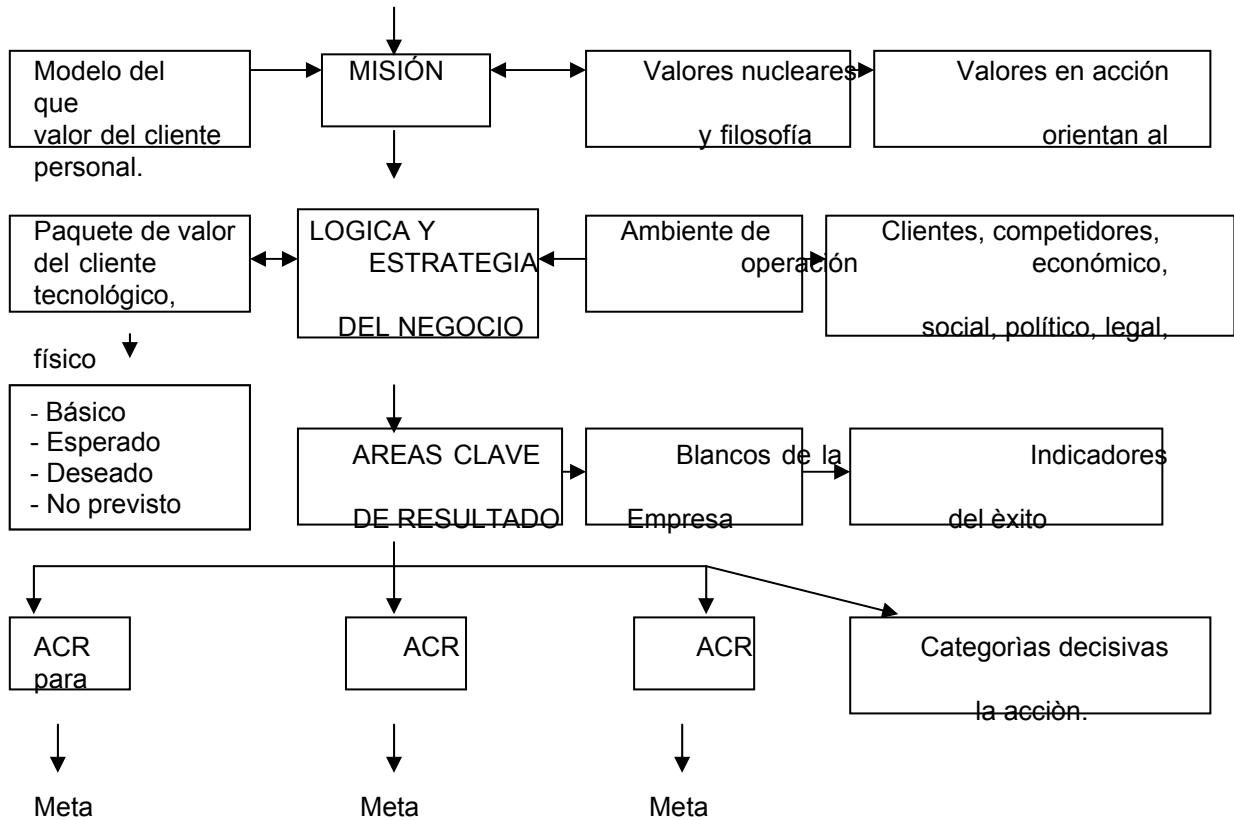 Modelo del MISIÓN Valores nucleares Valores en acción
que
valor del cliente y filosofía orientan al
personal.
Paquete de valor LOGICA Y Ambiente de Clientes, competidores,
del cliente ESTRATEGIA operación económico,
tecnológico,
DEL NEGOCIO social, político, legal,
físico
- Básico
- Esperado
- Deseado
- No previsto
AREAS CLAVE Blancos de la Indicadores
DE RESULTADO Empresa del èxito
ACR ACR ACR Categorìas decisivas
para
la acciòn.
Meta Meta Meta